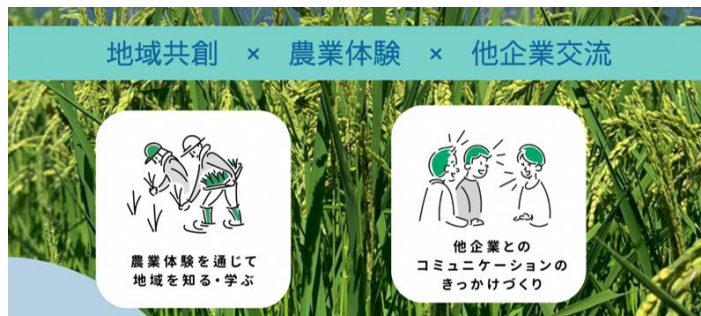 地域共創 × 農業体験 × 他企業交流
農業体験を通じて
地域を知る・学ぶ
他企業との
コミュニケーションの
きっかけづくり